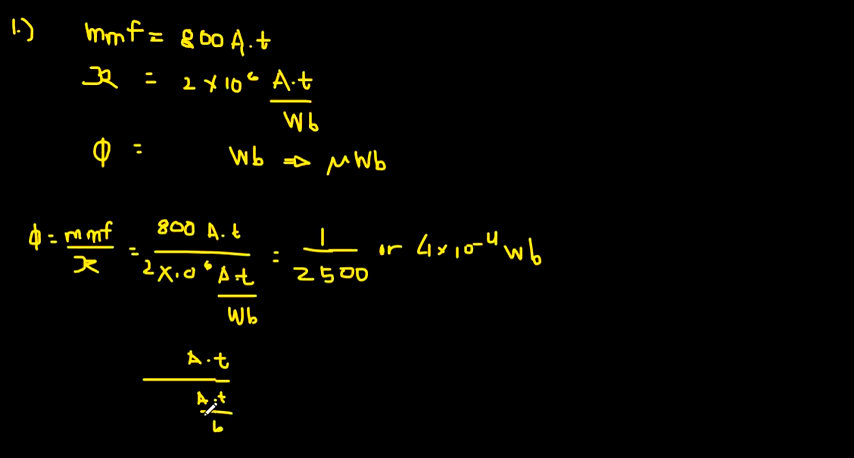 1.) mmf = 800 A.t
ℛ = 2 × 10⁶ A.t / Wb
Φ = Wb ⇒ μWb
Φ = mmf / ℛ = 800 A.t / 2 × 10⁶ A.t / Wb = 1 / 2500 or 4×10⁻⁴ Wb
A.t
A.t
b